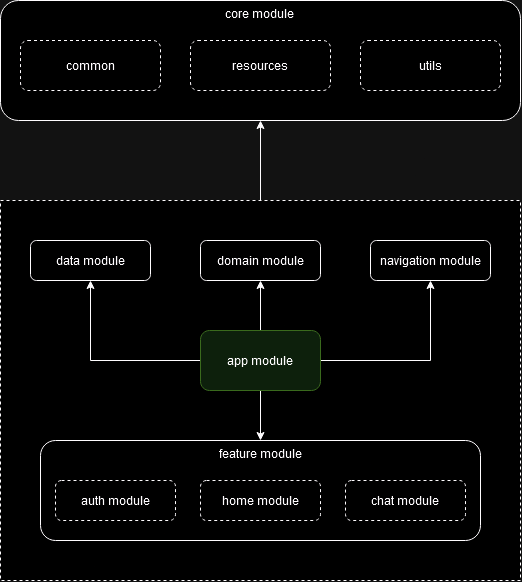 core module
common
resources
utils
data module
domain module
navigation module
app module
feature module
auth module
home module
chat module